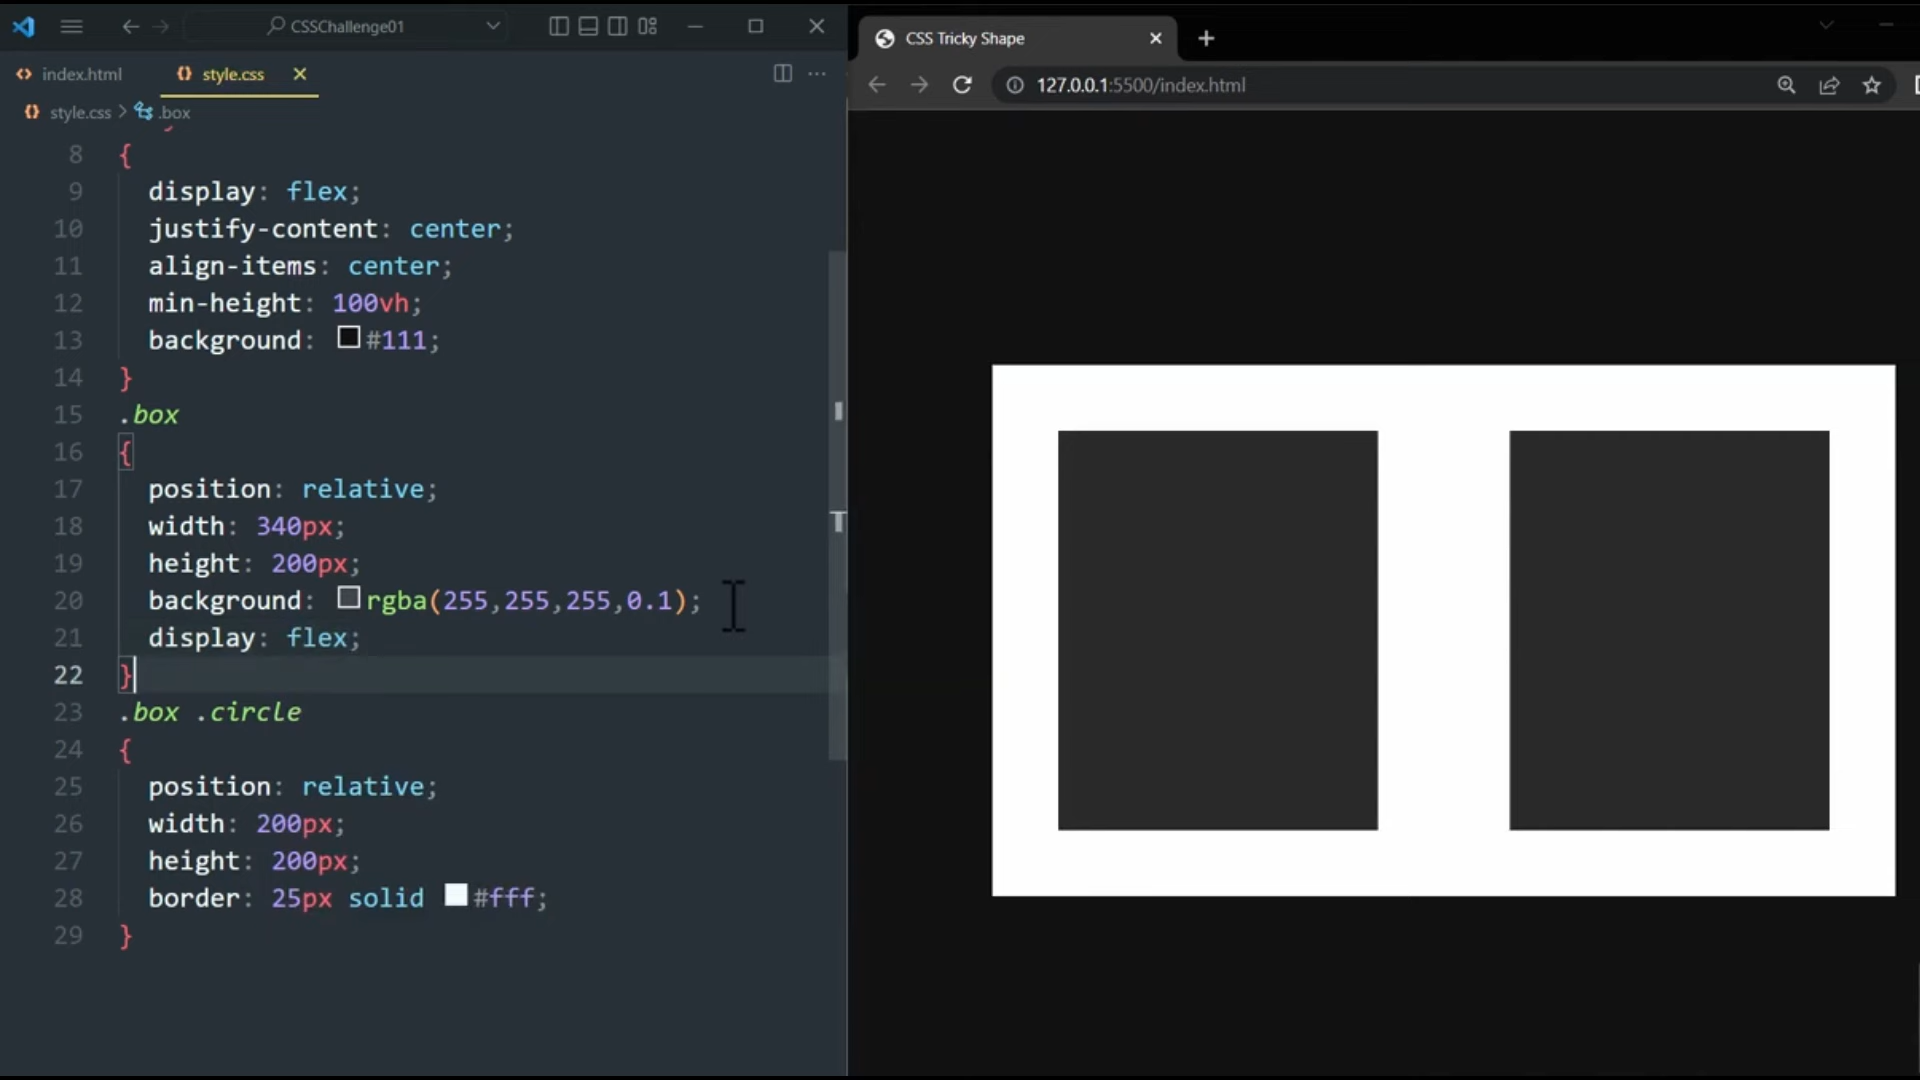 CSSChallenge01
index.html
style.css
style.css > .box
8 {
9 display: flex;
10 justify-content: center;
11 align-items: center;
12 min-height: 100vh;
13 background: #111;
14 }
15 .box
16 {
17 position: relative;
18 width: 340px;
19 height: 200px;
20 background: rgba(255,255,255,0.1);
21 display: flex;
22 }
23 .box .circle
24 {
25 position: relative;
26 width: 200px;
27 height: 200px;
28 border: 25px solid #fff;
29 }
CSS Tricky Shape
127.0.0.1:5500/index.html